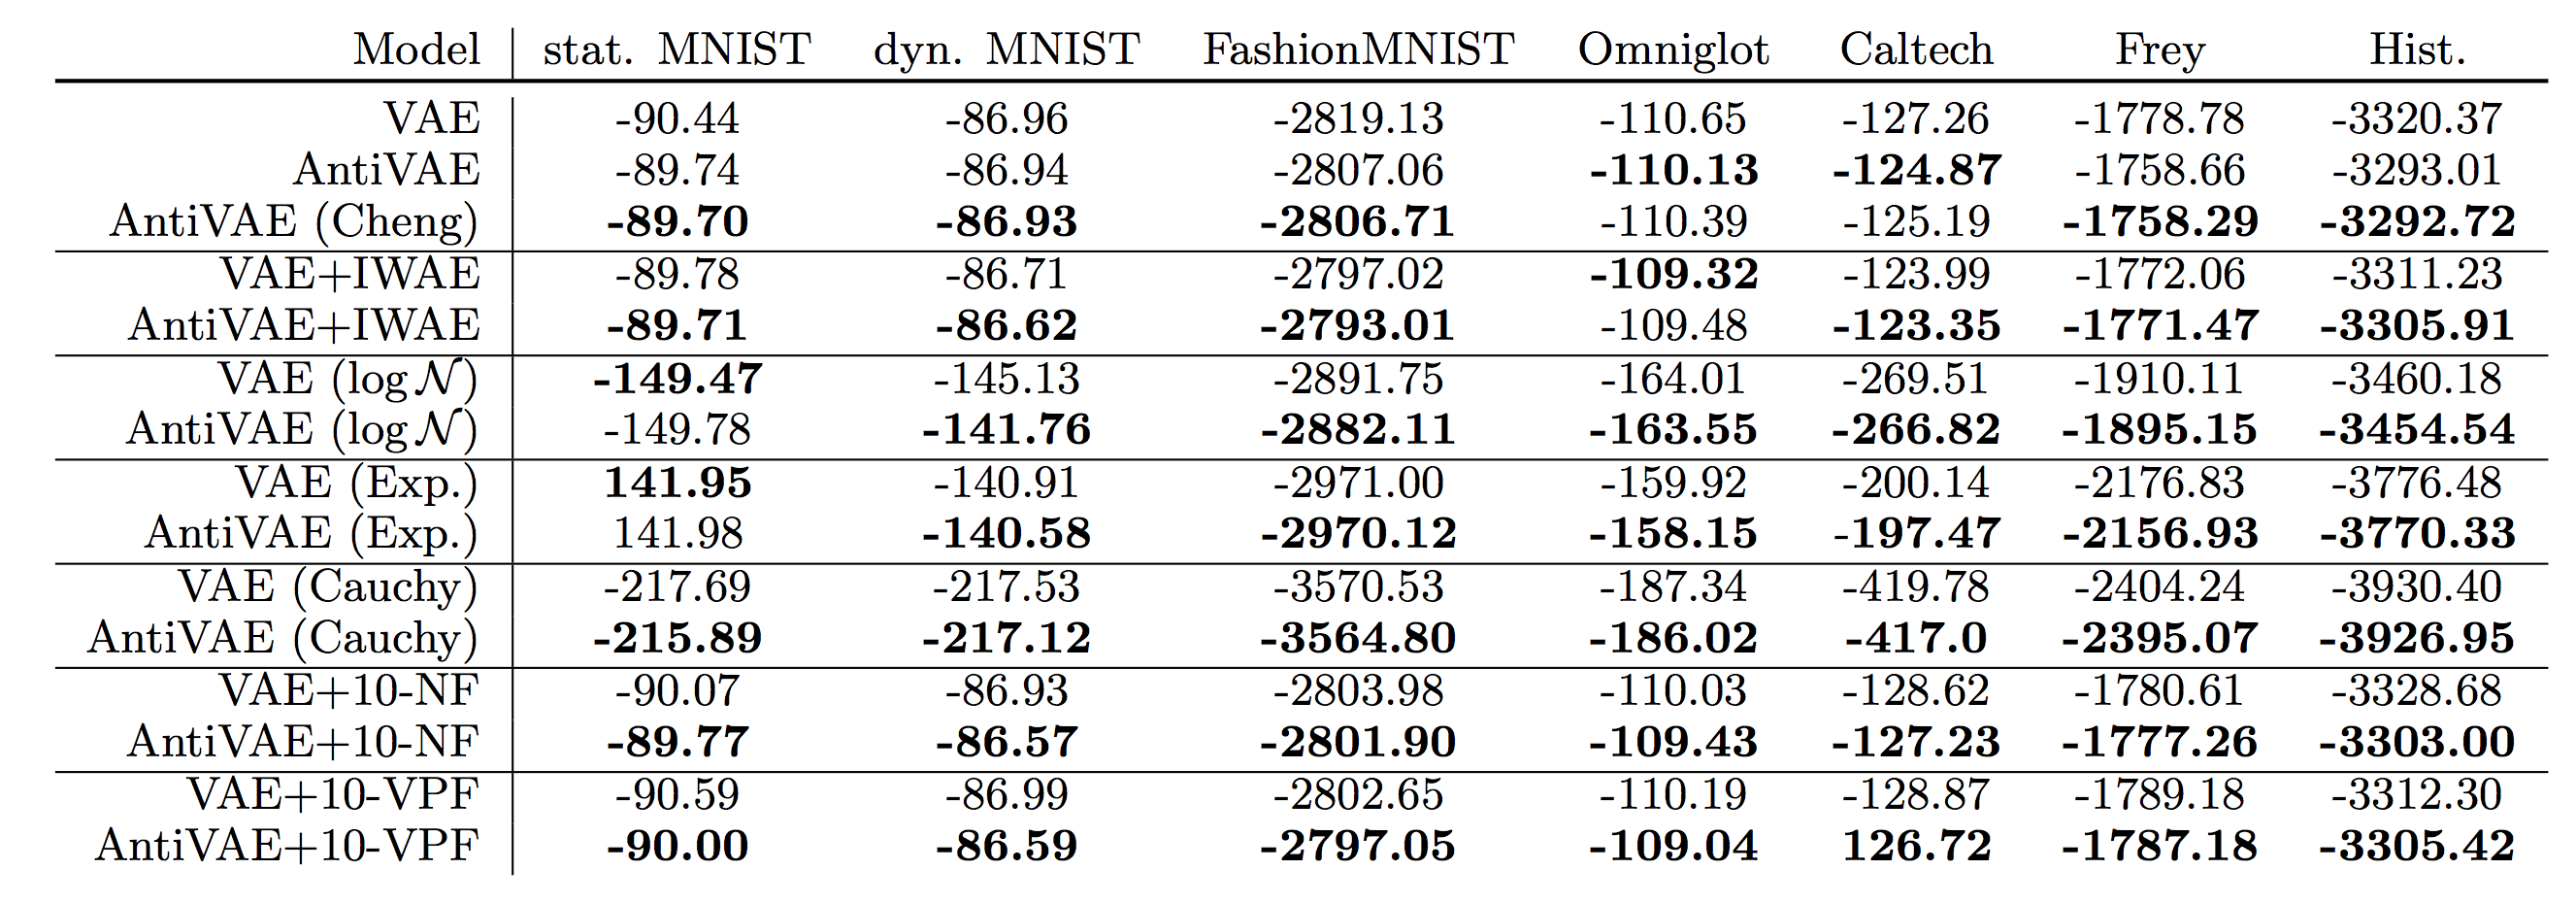 Model stat. MNIST dyn. MNIST FashionMNIST Omniglot Caltech Frey Hist.
VAE -90.44 -86.96 -2819.13 -110.65 -127.26 -1778.78 -3320.37
AntiVAE -89.74 -86.94 -2807.06 -110.13 -124.87 -1758.66 -3293.01
AntiVAE (Cheng) -89.70 -86.93 -2806.71 -110.39 -125.19 -1758.29 -3292.72
VAE+IWAE -89.78 -86.71 -2797.02 -109.32 -123.99 -1772.06 -3311.23
AntiVAE+IWAE -89.71 -86.62 -2793.01 -109.48 -123.35 -1771.47 -3305.91
VAE (log 𝒩) -149.47 -145.13 -2891.75 -164.01 -269.51 -1910.11 -3460.18
AntiVAE (log 𝒩) -149.78 -141.76 -2882.11 -163.55 -266.82 -1895.15 -3454.54
VAE (Exp.) 141.95 -140.91 -2971.00 -159.92 -200.14 -2176.83 -3776.48
AntiVAE (Exp.) 141.98 -140.58 -2970.12 -158.15 -197.47 -2156.93 -3770.33
VAE (Cauchy) -217.69 -217.53 -3570.53 -187.34 -419.78 -2404.24 -3930.40
AntiVAE (Cauchy) -215.89 -217.12 -3564.80 -186.02 -417.0 -2395.07 -3926.95
VAE+10-NF -90.07 -86.93 -2803.98 -110.03 -128.62 -1780.61 -3328.68
AntiVAE+10-NF -89.77 -86.57 -2801.90 -109.43 -127.23 -1777.26 -3303.00
VAE+10-VPF -90.59 -86.99 -2802.65 -110.19 -128.87 -1789.18 -3312.30
AntiVAE+10-VPF -90.00 -86.59 -2797.05 -109.04 126.72 -1787.18 -3305.42